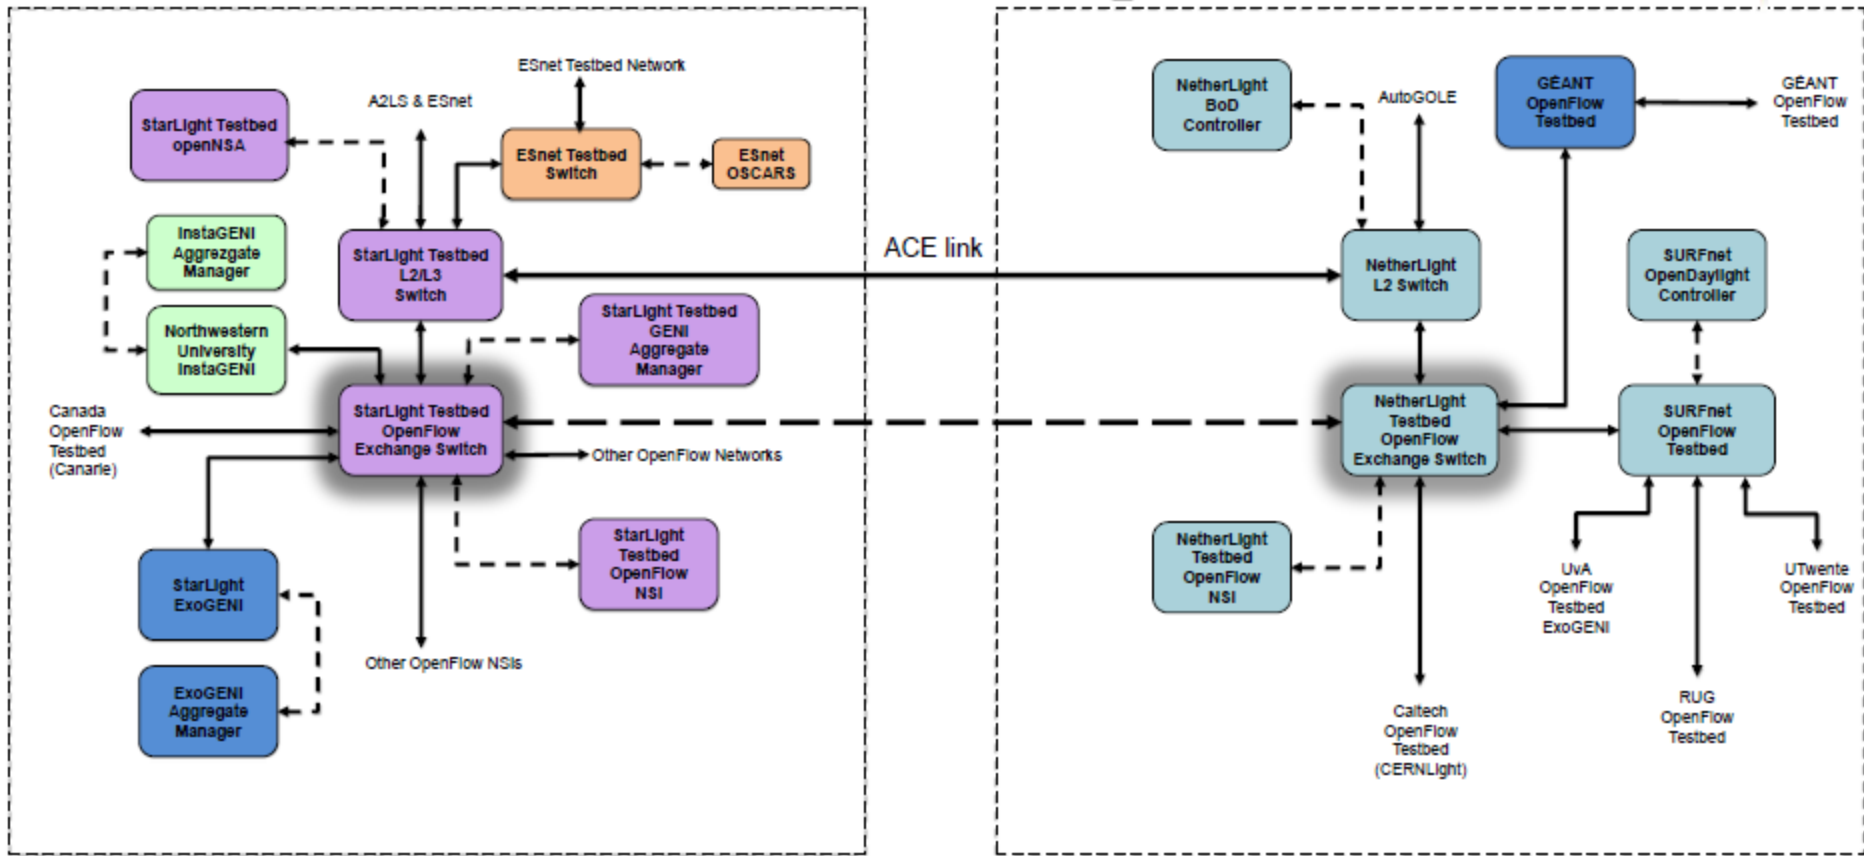 ESnet Testbed Network
A2LS & ESnet
StarLight Testbed
openNSA
ESnet Testbed
Switch
ESnet
OSCARS
InstaGENI
Aggrezgate
Manager
StarLight Testbed
L2/L3
Switch
Northwestern
University
InstaGENI
StarLight Testbed
GENI
Aggregate
Manager
Canada
OpenFlow
Testbed
(Canarie)
StarLight Testbed
OpenFlow
Exchange Switch
Other OpenFlow Networks
StarLight
Testbed
OpenFlow
NSI
StarLight
ExoGENI
Other OpenFlow NSIs
ExoGENI
Aggregate
Manager
ACE link
NetherLight
BoD
Controller
AutoGOLE
GÉANT
OpenFlow
Testbed
GÉANT
OpenFlow
Testbed
NetherLight
L2 Switch
SURFnet
OpenDaylight
Controller
NetherLight
Testbed
OpenFlow
Exchange Switch
SURFnet
OpenFlow
Testbed
NetherLight
Testbed
OpenFlow
NSI
UvA
OpenFlow
Testbed
ExoGENI
UTwente
OpenFlow
Testbed
Caltech
OpenFlow
Testbed
(CERNLight)
RUG
OpenFlow
Testbed